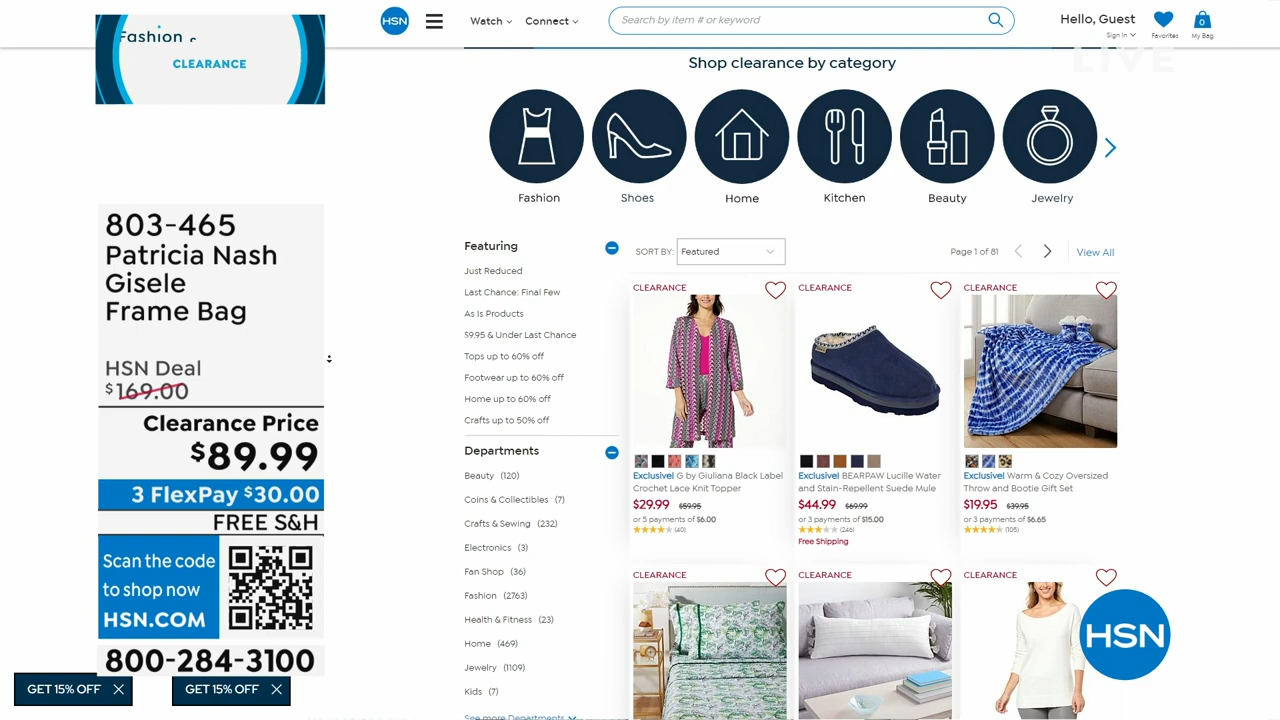 Fashion
CLEARANCE
803-465
Patricia Nash
Gisele
Frame Bag
HSN Deal
$169.00
Clearance Price
$89.99
3 FlexPay $30.00
FREE S&H
Scan the code
to shop now
HSN.COM
800-284-3100
GET 15% OFF
GET 15% OFF
HSN
Watch
Connect
Search by item # or keyword
Hello, Guest
Sign In
Favorites
0
My Bag
LIVE
Shop clearance by category
Fashion
Shoes
Home
Kitchen
Beauty
Jewelry
Featuring
Just Reduced
Last Chance: Final Few
As Is Products
$9.95 & Under Last Chance
Tops up to 60% off
Footwear up to 60% off
Home up to 60% off
Crafts up to 50% off
Departments
Beauty (120)
Coins & Collectibles (7)
Crafts & Sewing (232)
Electronics (3)
Fan Shop (36)
Fashion (2763)
Health & Fitness (23)
Home (469)
Jewelry (1109)
Kids (7)
See more Departments
SORT BY: Featured
Page 1 of 81
View All
CLEARANCE
Exclusive! G by Giuliana Black Label
Crochet Lace Knit Topper
$29.99 $59.95
or 5 payments of $6.00
(40)
CLEARANCE
Exclusive! BEARPAW Lucille Water
and Stain-Repellent Suede Mule
$44.99 $69.99
or 3 payments of $15.00
(246)
Free Shipping
CLEARANCE
Exclusive! Warm & Cozy Oversized
Throw and Bootie Gift Set
$19.95 $39.95
or 3 payments of $6.65
(105)
CLEARANCE
CLEARANCE
CLEARANCE
HSN